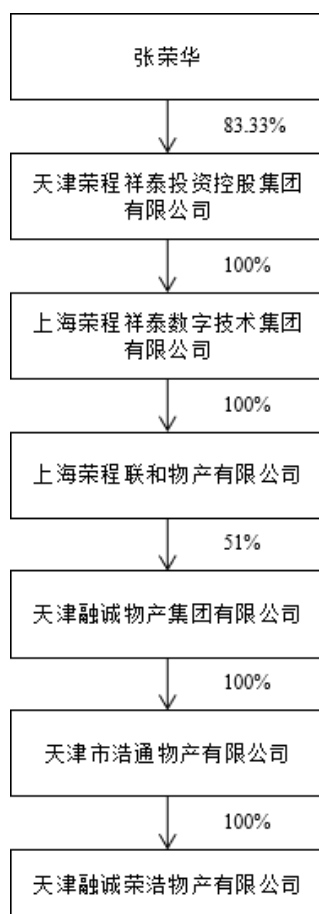 张荣华
83.33%
天津荣程祥泰投资控股集团
有限公司
100%
上海荣程祥泰数字技术集团
有限公司
100%
上海荣程联和物产有限公司
51%
天津融诚物产集团有限公司
100%
天津市浩通物产有限公司
100%
天津融诚荣浩物产有限公司